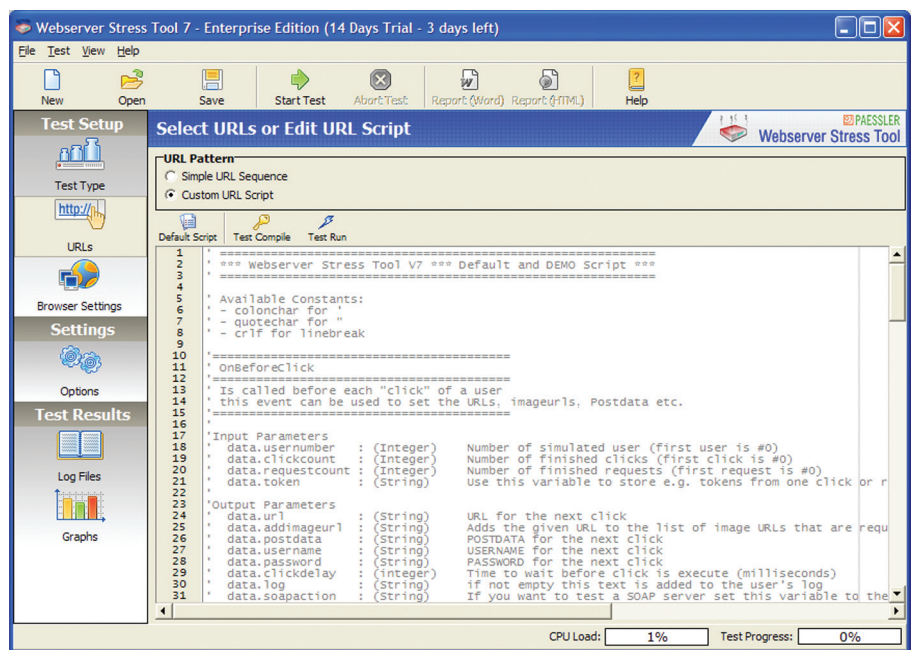 Webserver Stress Tool 7 - Enterprise Edition (14 Days Trial - 3 days left)
File Test View Help
New Open Save Start Test Abort Test Report (Word) Report (HTML) Help
Test Setup
Test Type
http://
URLs
Browser Settings
Settings
Options
Test Results
Log Files
Graphs
Select URLs or Edit URL Script
PAESSLER
Webserver Stress Tool
URL Pattern
Simple URL Sequence
Custom URL Script
Default Script Test Compile Test Run
1 ' ==================================================
2 ' *** Webserver Stress Tool V7 *** Default and DEMO Script ***
3 ' ==================================================
4
5 ' Available Constants:
6 ' - colonchar for '
7 ' - quotechar for "
8 ' - crlf for linebreak
9
10 '==================================
11 ' OnBeforeClick
12 '==================================
13 ' Is called before each "click" of a user
14 ' this event can be used to set the URLs, imageurls, Postdata etc.
15 '==================================
16 '
17 'Input Parameters
18 ' data.usernumber : (Integer) Number of simulated user (first user is #0)
19 ' data.clickcount : (Integer) Number of finished clicks (first click is #0)
20 ' data.requestcount : (Integer) Number of finished requests (first request is #0)
21 ' data.token : (String) Use this variable to store e.g. tokens from one click or r
22 '
23 'Output Parameters
24 ' data.url : (String) URL for the next click
25 ' data.addimageurl : (String) Adds the given URL to the list of image URLs that are requ
26 ' data.postdata : (String) POSTDATA for the next click
27 ' data.username : (String) USERNAME for the next click
28 ' data.password : (String) PASSWORD for the next click
29 ' data.clickdelay : (integer) Time to wait before click is execute (milliseconds)
30 ' data.log : (String) if not empty this text is added to the user's log
31 ' data.soapaction : (String) If you want to test a SOAP server set this variable to the
CPU Load: 1% Test Progress: 0%